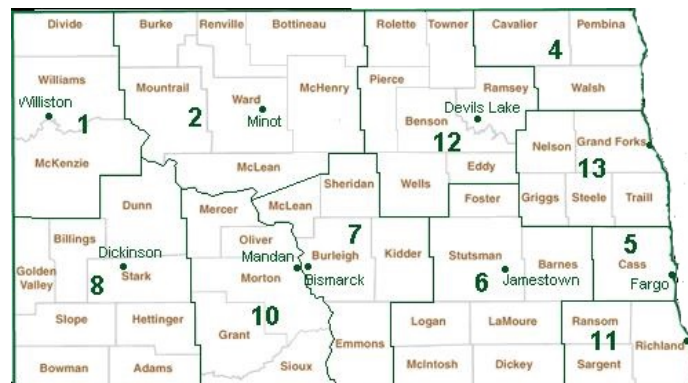 Divide
Burke
Renville
Bottineau
Rolette
Towner
Cavalier
Pembina
4
Williams
Mountrail
Ward
McHenry
Pierce
Ramsey
Walsh
Williston
1
2
Minot
Benson
Devils Lake
12
Nelson
Grand Forks
13
McKenzie
McLean
Eddy
Dunn
Mercer
McLean
Sheridan
Wells
Foster
Griggs
Steele
Traill
Billings
Oliver
7
5
Dickinson
Mandan
Burleigh
Kidder
Stutsman
Barnes
Cass
Golden
Valley
8
Stark
Morton
Bismarck
6
Jamestown
Fargo
Slope
Hettinger
10
Grant
Emmons
Logan
LaMoure
Ransom
11
Richland
Bowman
Adams
Sioux
McIntosh
Dickey
Sargent